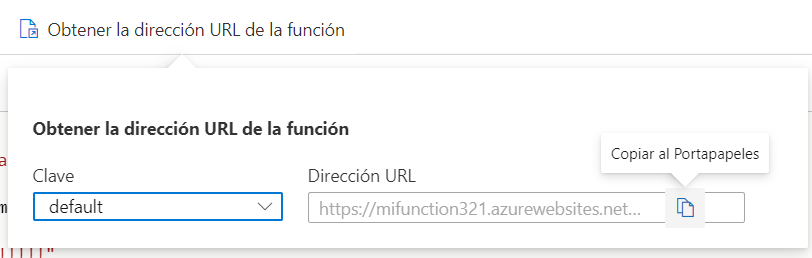 Obtener la dirección URL de la función
Obtener la dirección URL de la función
Copiar al Portapapeles
Clave
Dirección URL
default
https://mifunction321.azurewebsites.net...